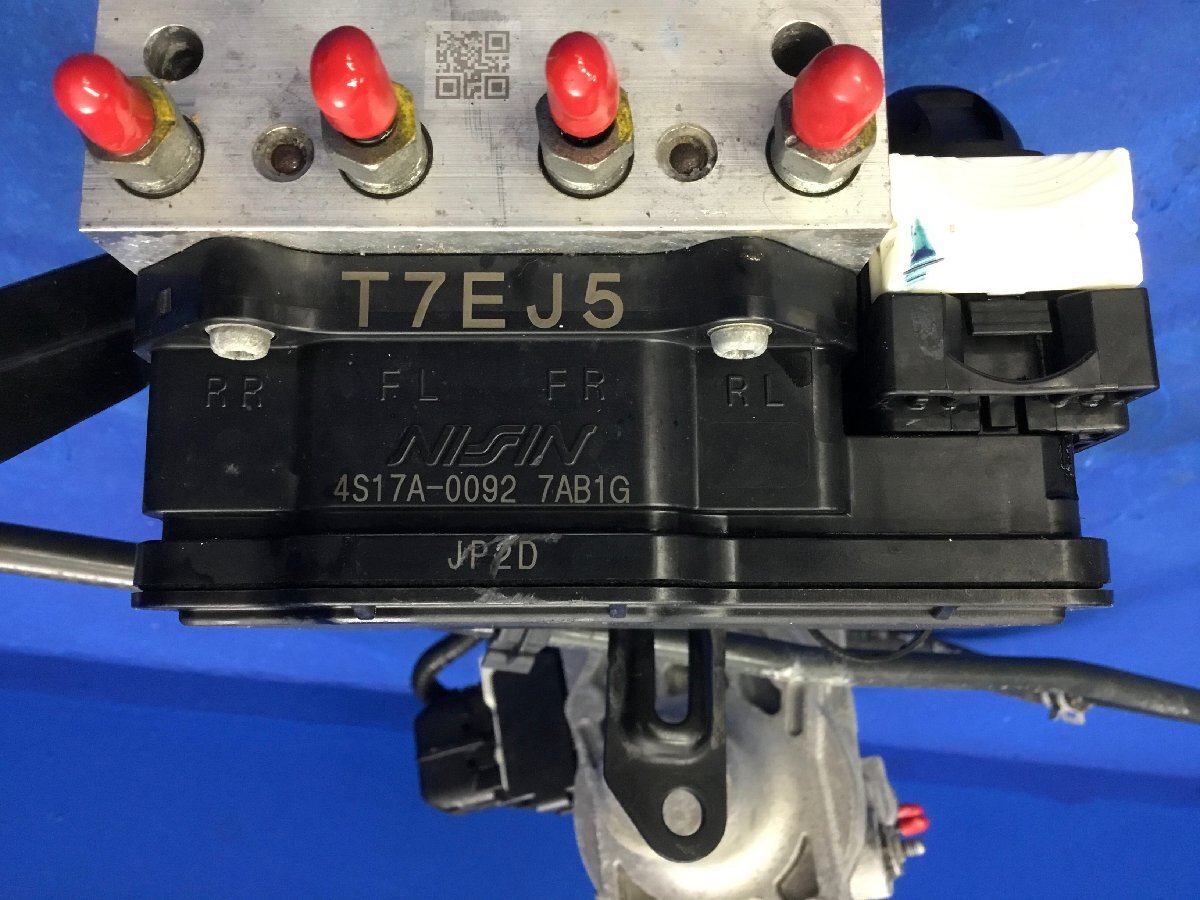 T7EJ5
RR FL FR RL
NISSIN
4S17A-0092 7AB1G
JP2D